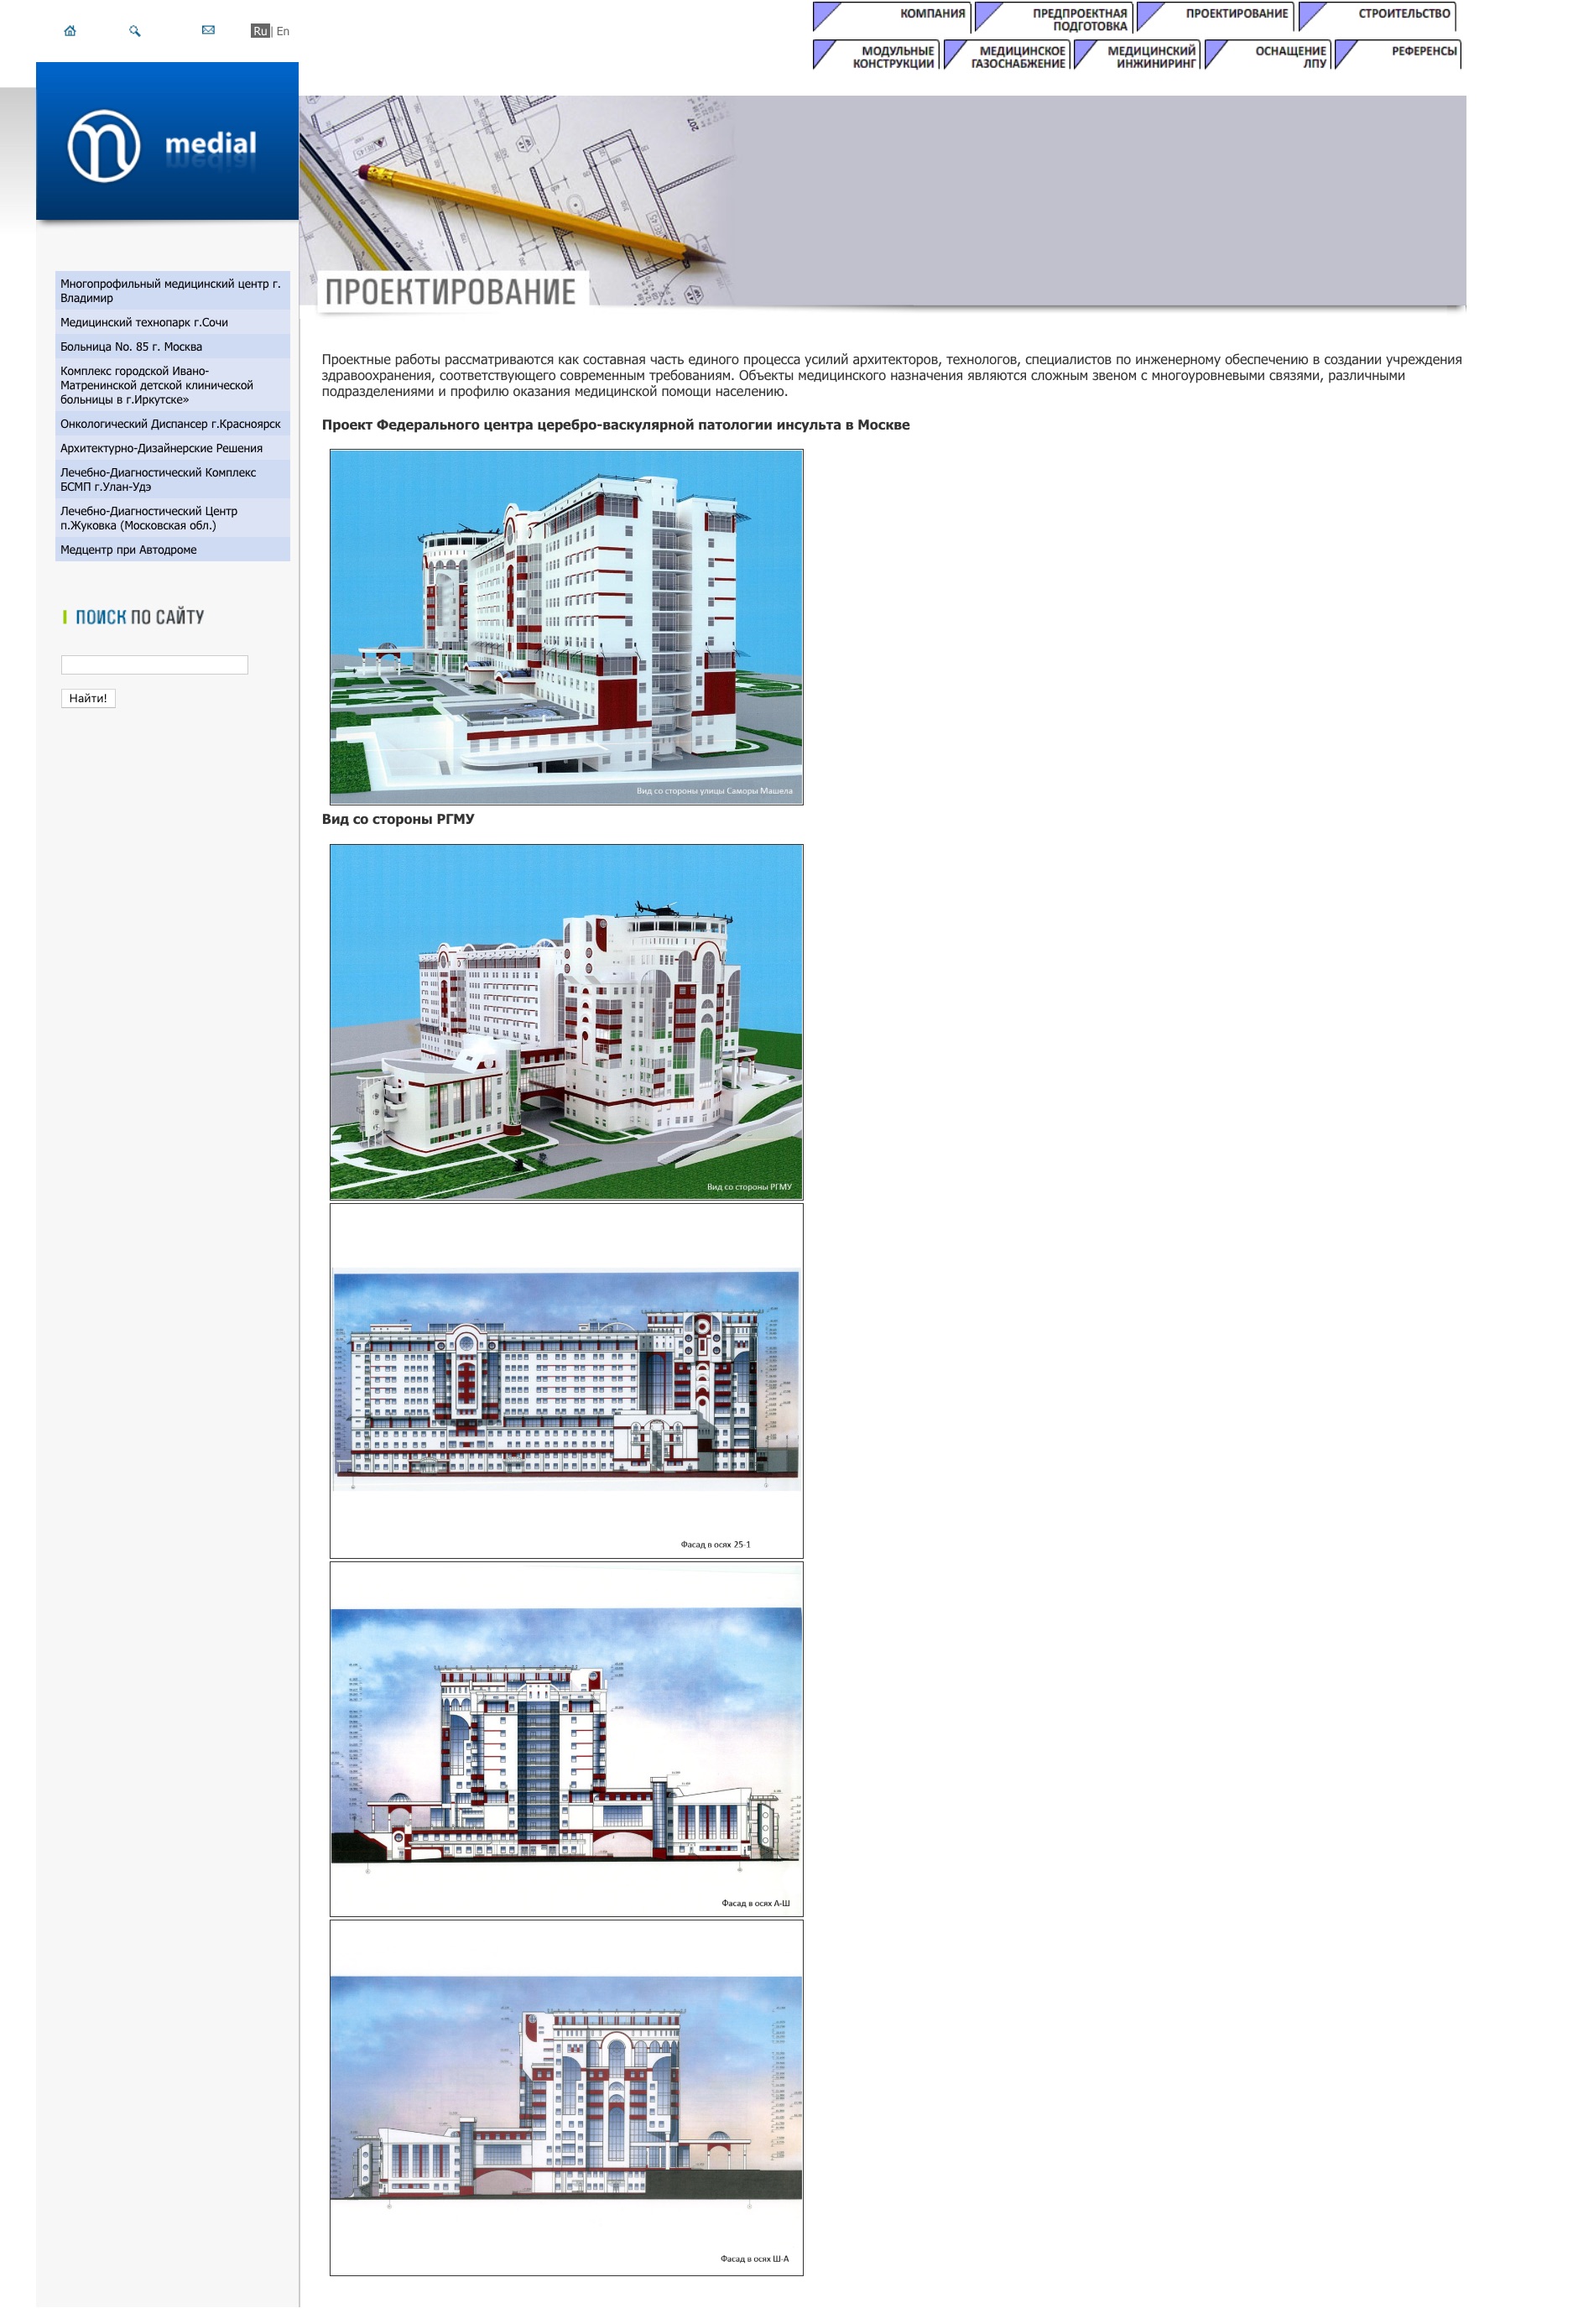 Ru | En
КОМПАНИЯ
ПРЕДПРОЕКТНАЯ
ПОДГОТОВКА
ПРОЕКТИРОВАНИЕ
СТРОИТЕЛЬСТВО
МОДУЛЬНЫЕ
КОНСТРУКЦИИ
МЕДИЦИНСКОЕ
ГАЗОСНАБЖЕНИЕ
МЕДИЦИНСКИЙ
ИНЖИНИРИНГ
ОСНАЩЕНИЕ
ЛПУ
РЕФЕРЕНСЫ
medial
207
ПРОЕКТИРОВАНИЕ
Многопрофильный медицинский центр г.
Владимир
Медицинский технопарк г.Сочи
Больница No. 85 г. Москва
Комплекс городской Ивано-
Матренинской детской клинической
больницы в г.Иркутске»
Онкологический Диспансер г.Красноярск
Архитектурно-Дизайнерские Решения
Лечебно-Диагностический Комплекс
БСМП г.Улан-Удэ
Лечебно-Диагностический Центр
п.Жуковка (Московская обл.)
Медцентр при Автодроме
ПОИСК ПО САЙТУ
Найти!
Проектные работы рассматриваются как составная часть единого процесса усилий архитекторов, технологов, специалистов по инженерному обеспечению в создании учреждения
здравоохранения, соответствующего современным требованиям. Объекты медицинского назначения являются сложным звеном с многоуровневыми связями, различными
подразделениями и профилю оказания медицинской помощи населению.
Проект Федерального центра церебро-васкулярной патологии инсульта в Москве
Вид со стороны улицы Саморы Машела
Вид со стороны РГМУ
Вид со стороны РГМУ
Фасад в осях 25-1
Фасад в осях А-Ш
Фасад в осях Ш-А